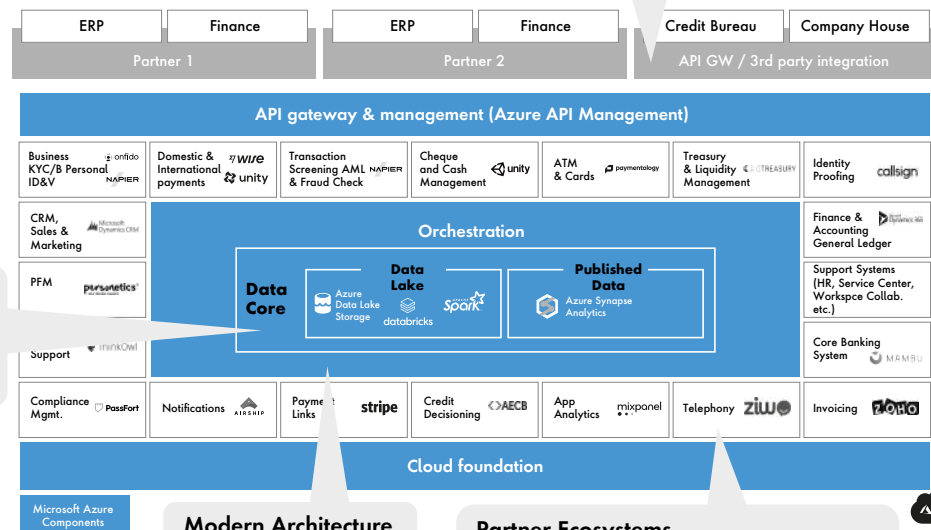 ERP
Finance
ERP
Finance
Credit Bureau
Company House
Partner 1
Partner 2
API GW / 3rd party integration
API gateway & management (Azure API Management)
Business
KYC/B Personal
ID&V
onfido
NAPIER
Domestic &
International
payments
WISE
unity
Transaction
Screening AML
& Fraud Check
NAPIER
Cheque
and Cash
Management
unity
ATM
& Cards
paymentology
Treasury
& Liquidity
Management
TREASURY
Identity
Proofing
callsign
CRM,
Sales &
Marketing
Microsoft
Dynamics CRM
Orchestration
Finance &
Accounting
General Ledger
Dynamics 365
PFM
personetics
Data
Core
Data
Lake
Azure
Data Lake
Storage
databricks
APACHE
Spark
Published
Data
Azure Synapse
Analytics
Support Systems
(HR, Service Center,
Workspce Collab.
etc.)
Support
ThinkOwl
Core Banking
System
MAMBU
Compliance
Mgmt.
PassFort
Notifications
AIRSHIP
Payment
Links
stripe
Credit
Decisioning
AECB
App
Analytics
mixpanel
Telephony
ziwo
Invoicing
ZOHO
Cloud foundation
Microsoft Azure
Components
Modern Architecture
Partner Ecosystems